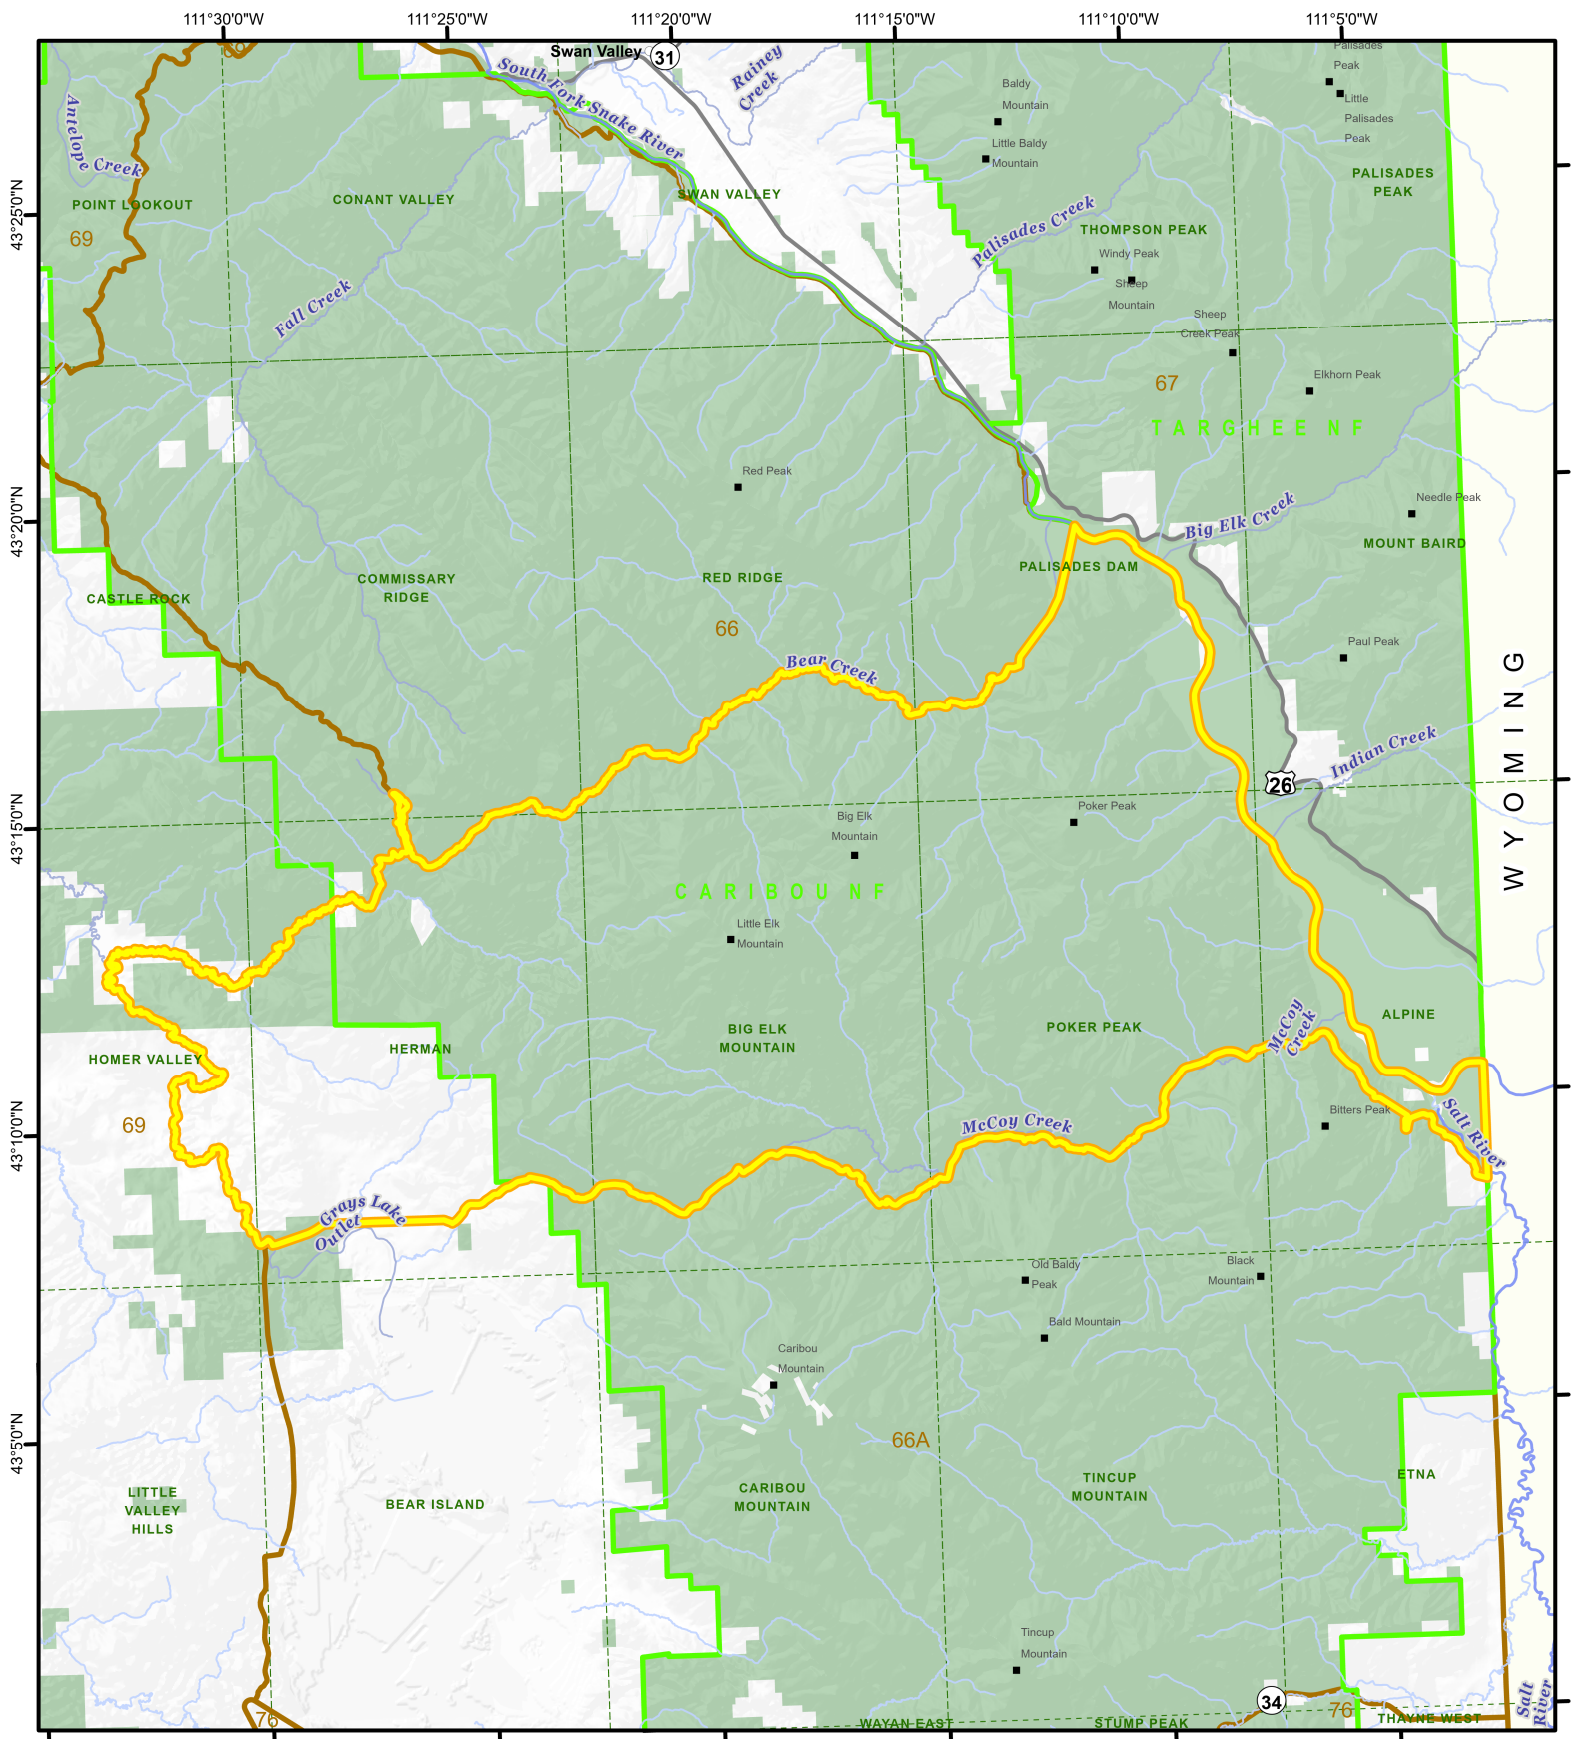 111°30'0"W
111°25'0"W
111°20'0"W
111°15'0"W
111°10'0"W
111°5'0"W
69
Swan Valley
31
Rainey
Creek
South Fork Snake River
Antelope Creek
Palisades
Peak
Little
Palisades
Peak
Baldy
Mountain
Little Baldy
Mountain
PALISADES
PEAK
43°25'0"N
POINT LOOKOUT
69
CONANT VALLEY
SWAN VALLEY
Palisades Creek
THOMPSON PEAK
Windy Peak
Sheep
Mountain
Fall Creek
Sheep
Creek Peak
Elkhorn Peak
67
TARGHEE NF
Red Peak
Needle Peak
43°20'0"N
Big Elk Creek
MOUNT BAIRD
COMMISSARY
RIDGE
RED RIDGE
PALISADES DAM
CASTLE ROCK
66
Bear Creek
Paul Peak
WYOMING
Indian Creek
26
43°15'0"N
Big Elk
Mountain
Poker Peak
CARIBOU NF
Little Elk
Mountain
HOMER VALLEY
HERMAN
BIG ELK
MOUNTAIN
POKER PEAK
McCoy
Creek
ALPINE
43°10'0"N
69
McCoy Creek
Bitters Peak
Salt River
Grays Lake
Outlet
Old Baldy
Peak
Black
Mountain
Bald Mountain
Caribou
Mountain
43°5'0"N
66A
LITTLE
VALLEY
HILLS
BEAR ISLAND
CARIBOU
MOUNTAIN
TINCUP
MOUNTAIN
ETNA
Tincup
Mountain
34
76
76
WAYAN EAST
STUMP PEAK
THAYNE WEST
Salt
River